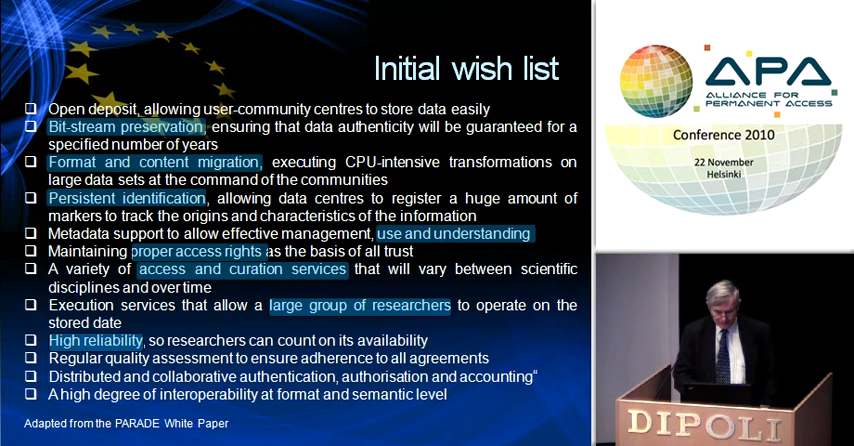 Initial wish list
Open deposit, allowing user-community centres to store data easily
Bit-stream preservation, ensuring that data authenticity will be guaranteed for a
specified number of years
Format and content migration, executing CPU-intensive transformations on
large data sets at the command of the communities
Persistent identification, allowing data centres to register a huge amount of
markers to track the origins and characteristics of the information
Metadata support to allow effective management, use and understanding
Maintaining proper access rights as the basis of all trust
A variety of access and curation services that will vary between scientific
disciplines and over time
Execution services that allow a large group of researchers to operate on the
stored date
High reliability, so researchers can count on its availability
Regular quality assessment to ensure adherence to all agreements
Distributed and collaborative authentication, authorisation and accounting“
A high degree of interoperability at format and semantic level
Adapted from the PARADE White Paper
APA
ALLIANCE FOR
PERMANENT ACCESS
Conference 2010
22 November
Helsinki
DIPOLI